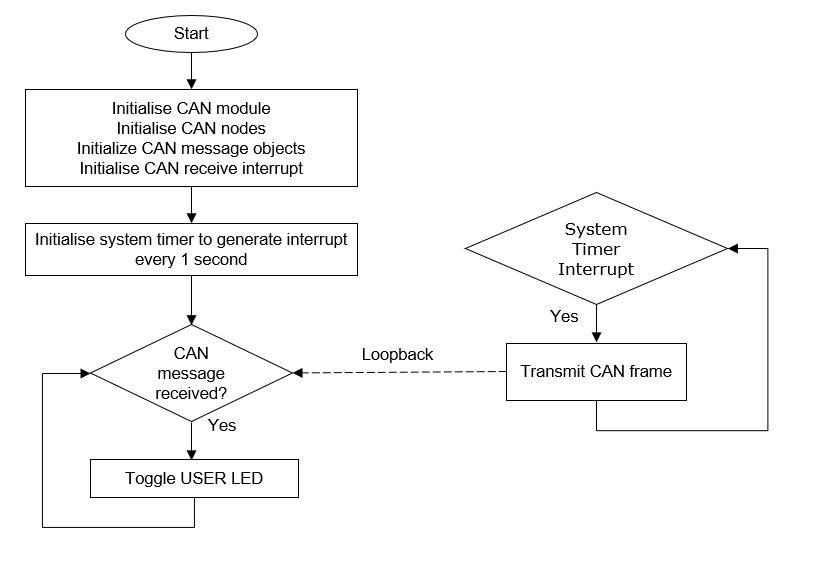 Start
Initialise CAN module
Initialise CAN nodes
Initialize CAN message objects
Initialise CAN receive interrupt
Initialise system timer to generate interrupt
every 1 second
CAN
message
received?
Yes
Toggle USER LED
Loopback
System
Timer
Interrupt
Yes
Transmit CAN frame